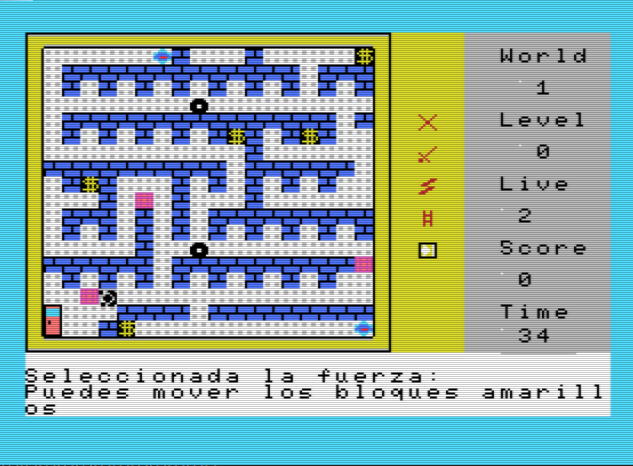 World
1
Level
0
Live
2
Score
0
Time
34
Seleccionada la fuerza:
Puedes mover los bloques amarill
os